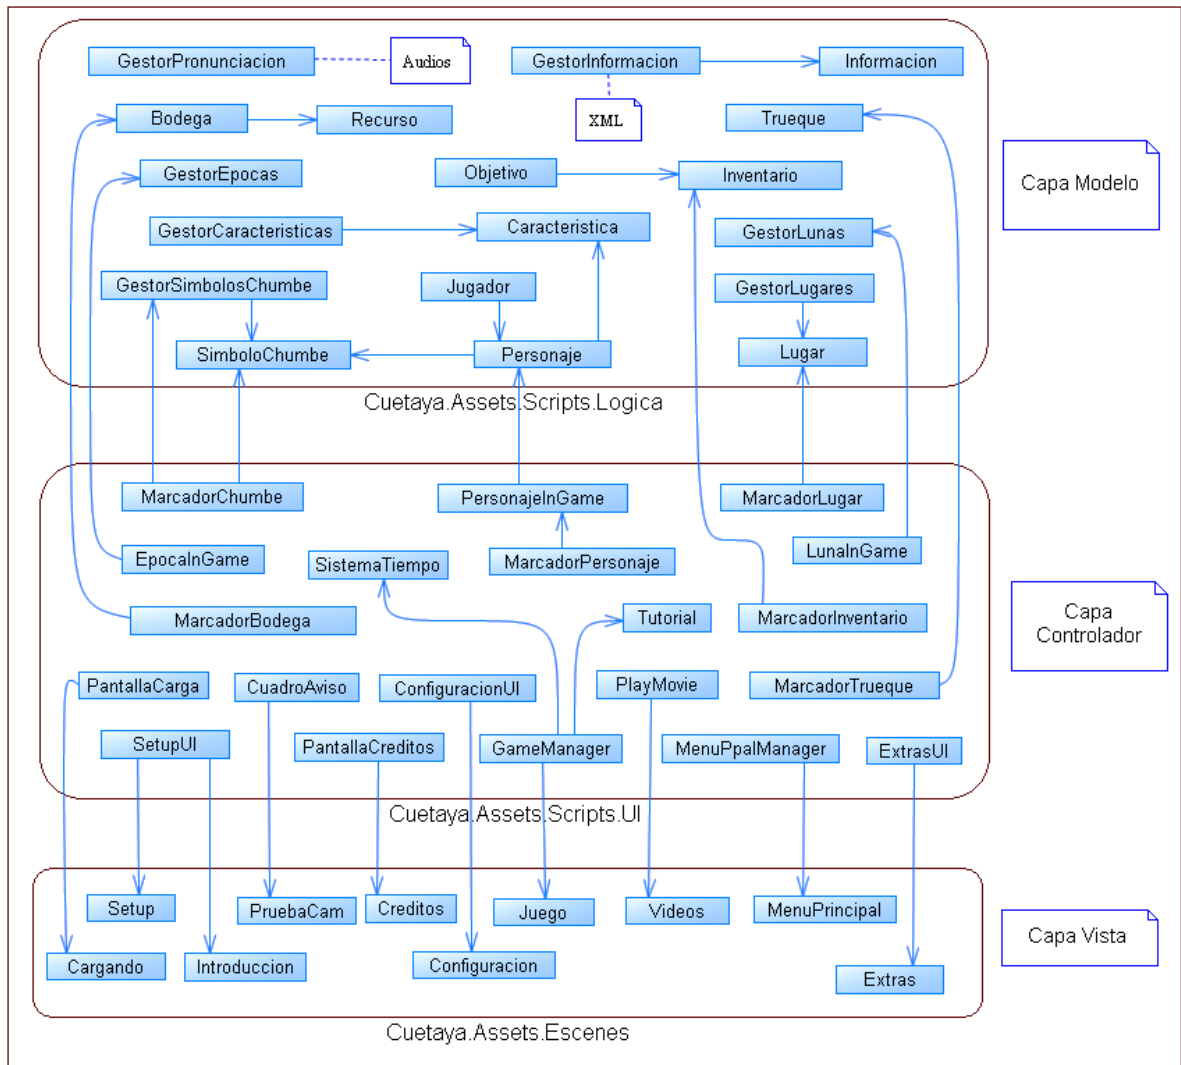 GestorPronunciacion
Audios
GestorInformacion
Informacion
XML
Bodega
Recurso
Trueque
GestorEpocas
Objetivo
Inventario
Capa Modelo
GestorCaracteristicas
Caracteristica
GestorLunas
GestorSimbolosChumbe
Jugador
GestorLugares
SimboloChumbe
Personaje
Lugar
Cuetaya.Assets.Scripts.Logica
MarcadorChumbe
PersonajeInGame
MarcadorLugar
EpocaInGame
SistemaTiempo
MarcadorPersonaje
LunaInGame
MarcadorBodega
Tutorial
MarcadorInventario
Capa
Controlador
PantallaCarga
CuadroAviso
ConfiguracionUI
PlayMovie
MarcadorTrueque
SetupUI
PantallaCreditos
GameManager
MenuPpalManager
ExtrasUI
Cuetaya.Assets.Scripts.UI
Setup
PruebaCam
Creditos
Juego
Videos
MenuPrincipal
Capa Vista
Cargando
Introduccion
Configuracion
Extras
Cuetaya.Assets.Escenes